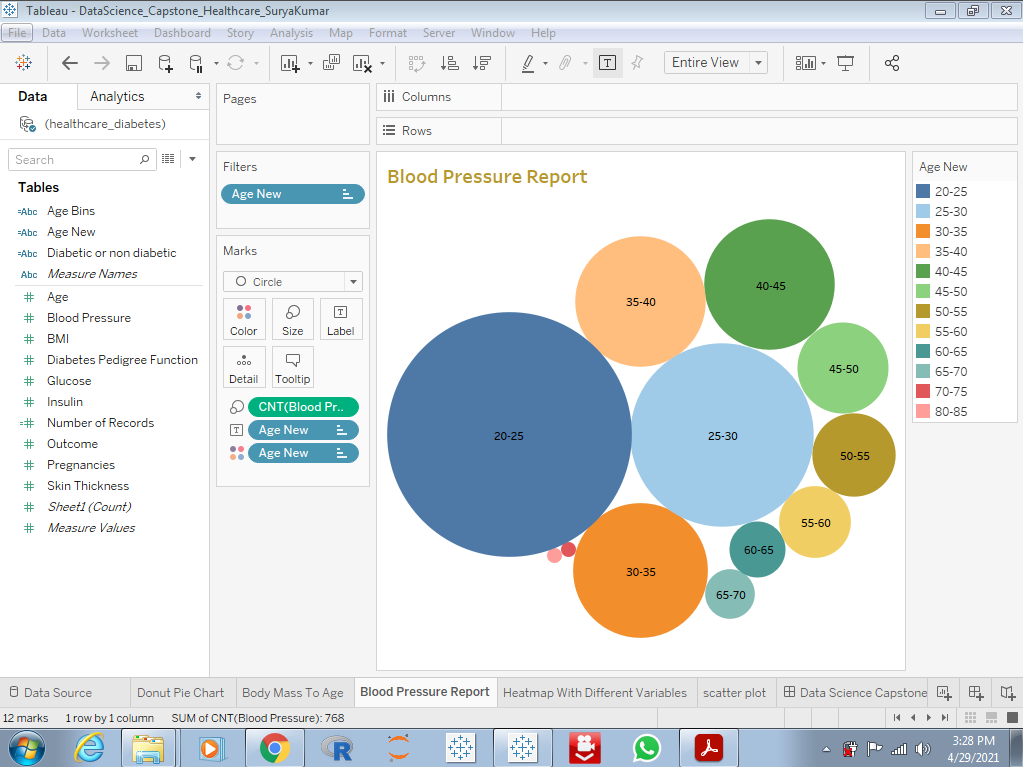 Tableau - DataScience_Capstone_Healthcare_SuryaKumar
File Data Worksheet Dashboard Story Analysis Map Format Server Window Help
T Entire View
Data Analytics
(healthcare_diabetes)
Search
Tables
=Abc Age Bins
=Abc Age New
=Abc Diabetic or non diabetic
Abc Measure Names
# Age
# Blood Pressure
# BMI
# Diabetes Pedigree Function
# Glucose
# Insulin
=# Number of Records
# Outcome
# Pregnancies
# Skin Thickness
# Sheet1 (Count)
# Measure Values
Pages
Filters
Age New
Marks
Circle
Color Size T Label
Detail Tooltip
CNT(Blood Pr..
T Age New
Age New
Columns
Rows
Blood Pressure Report
35-40
40-45
45-50
20-25
25-30
50-55
55-60
60-65
30-35
65-70
Age New
20-25
25-30
30-35
35-40
40-45
45-50
50-55
55-60
60-65
65-70
70-75
80-85
Data Source Donut Pie Chart Body Mass To Age Blood Pressure Report Heatmap With Different Variables scatter plot Data Science Capstone
12 marks 1 row by 1 column SUM of CNT(Blood Pressure): 768
R
3:28 PM
4/29/2021